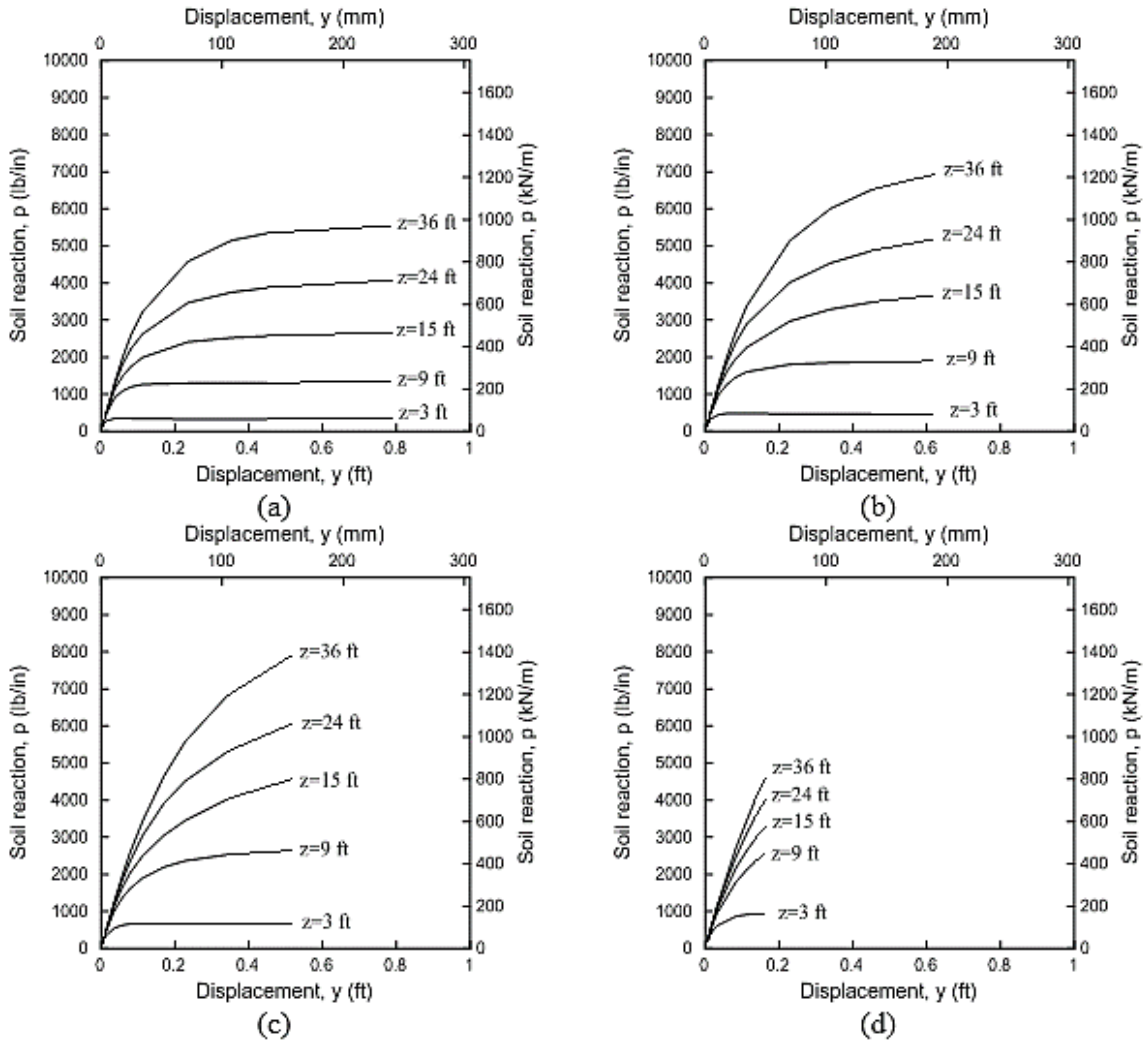 Displacement, y (mm)
0 100 200 300
10000
9000
8000
7000
6000
5000
4000
3000
2000
1000
0
Soil reaction, p (lb/in)
z=36 ft
z=24 ft
z=15 ft
z=9 ft
z=3 ft
1600
1400
1200
1000
800
600
400
200
0
Soil reaction, p (kN/m)
0 0.2 0.4 0.6 0.8 1
Displacement, y (ft)
(a)
Displacement, y (mm)
0 100 200 300
10000
9000
8000
7000
6000
5000
4000
3000
2000
1000
0
Soil reaction, p (lb/in)
z=36 ft
z=24 ft
z=15 ft
z=9 ft
z=3 ft
1600
1400
1200
1000
800
600
400
200
0
Soil reaction, p (kN/m)
0 0.2 0.4 0.6 0.8 1
Displacement, y (ft)
(b)
Displacement, y (mm)
0 100 200 300
10000
9000
8000
7000
6000
5000
4000
3000
2000
1000
0
Soil reaction, p (lb/in)
z=36 ft
z=24 ft
z=15 ft
z=9 ft
z=3 ft
1600
1400
1200
1000
800
600
400
200
0
Soil reaction, p (kN/m)
0 0.2 0.4 0.6 0.8 1
Displacement, y (ft)
(c)
Displacement, y (mm)
0 100 200 300
10000
9000
8000
7000
6000
5000
4000
3000
2000
1000
0
Soil reaction, p (lb/in)
z=36 ft
z=24 ft
z=15 ft
z=9 ft
z=3 ft
1600
1400
1200
1000
800
600
400
200
0
Soil reaction, p (kN/m)
0 0.2 0.4 0.6 0.8 1
Displacement, y (ft)
(d)